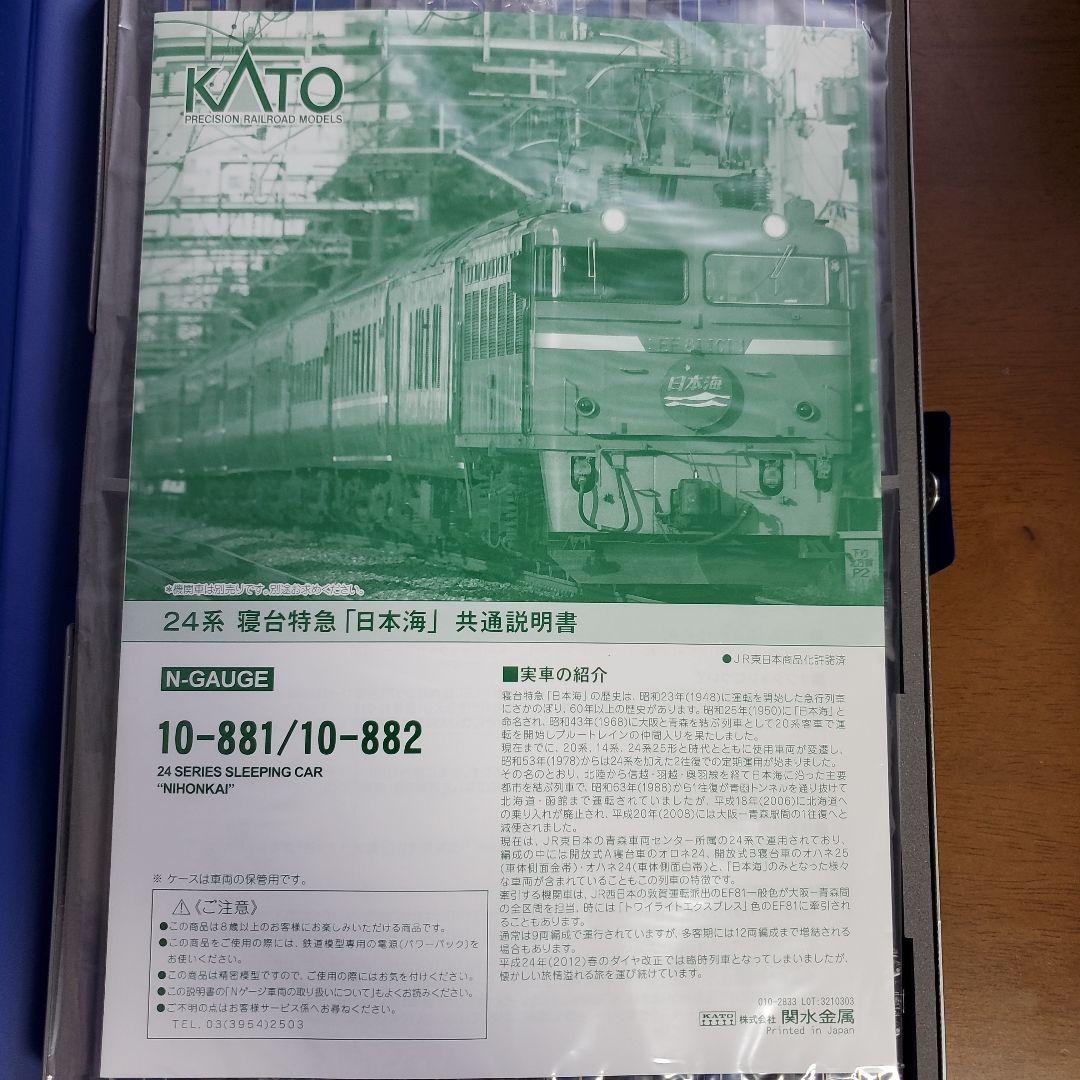 KATO
PRECISION RAILROAD MODELS
EF 81 101
日本海
P2
*機関車は別売りです。別途お求めください。
24系 寝台特急「日本海」 共通説明書
N-GAUGE
10-881/10-882
24 SERIES SLEEPING CAR
“NIHONKAI”
※ ケースは車両の保管用です。
⚠《ご注意》
●この商品は8歳以上のお客様にお楽しみいただける商品です。
●この商品をご使用の際には、鉄道模型専用の電源(パワーパック)を
お使いください。
●この商品は精密模型ですので、ご使用の際にはお気を付けください。
●この説明書の「Nゲージ車両の取り扱いについて」もよくお読みください。
●ご不明の点はお客様サービス係へお尋ねください。
TEL. 03(3954)2503
●JR東日本商品化許諾済
■実車の紹介
寝台特急「日本海」の歴史は、昭和23年(1948)に運転を開始した急行列車
にさかのぼり、60年以上の歴史があります。昭和25年(1950)に「日本海」と
命名され、昭和43年(1968)に大阪と青森を結ぶ列車として20系客車で運
転を開始しブルートレインの仲間入りを果たしました。
現在までに、20系、14系、24系25形と時代とともに使用車両が変遷し、
昭和53年(1978)からは24系を加えた2往復での定期運用が始まりました。
その名のとおり、北陸から信越・羽越・奥羽線を経て日本海に沿った主要
都市を結ぶ列車で、昭和63年(1988)から1往復が青函トンネルを通り抜けて
北海道・函館まで運転されていましたが、平成18年(2006)に北海道へ
の乗り入れが廃止され、平成20年(2008)には大阪ー青森駅間の1往復へと
減便されました。
現在は、JR東日本の青森車両センター所属の24系で運用されており、
編成の中には開放式A寝台車のオロネ24、開放式B寝台車のオハネ25
(車体側面金帯)・オハネ24(車体側面白帯)と、「日本海」のみとなった様々
な車両が含まれていることもこの列車の特徴です。
牽引する機関車は、JR西日本の敦賀運転派出のEF81一般色が大阪ー青森間
の全区間を担当、時には「トワイライトエクスプレス」色のEF81に牽引され
ることもあります。
通常は9両編成で運行されていますが、多客期には12両編成まで増結される
場合もあります。
平成24年(2012)春のダイヤ改正では臨時列車となってしまいましたが、
懐かしい旅情溢れる旅を運び続けています。
010-2833 LOT:3210303
KATO 株式会社 関水金属
Printed in Japan